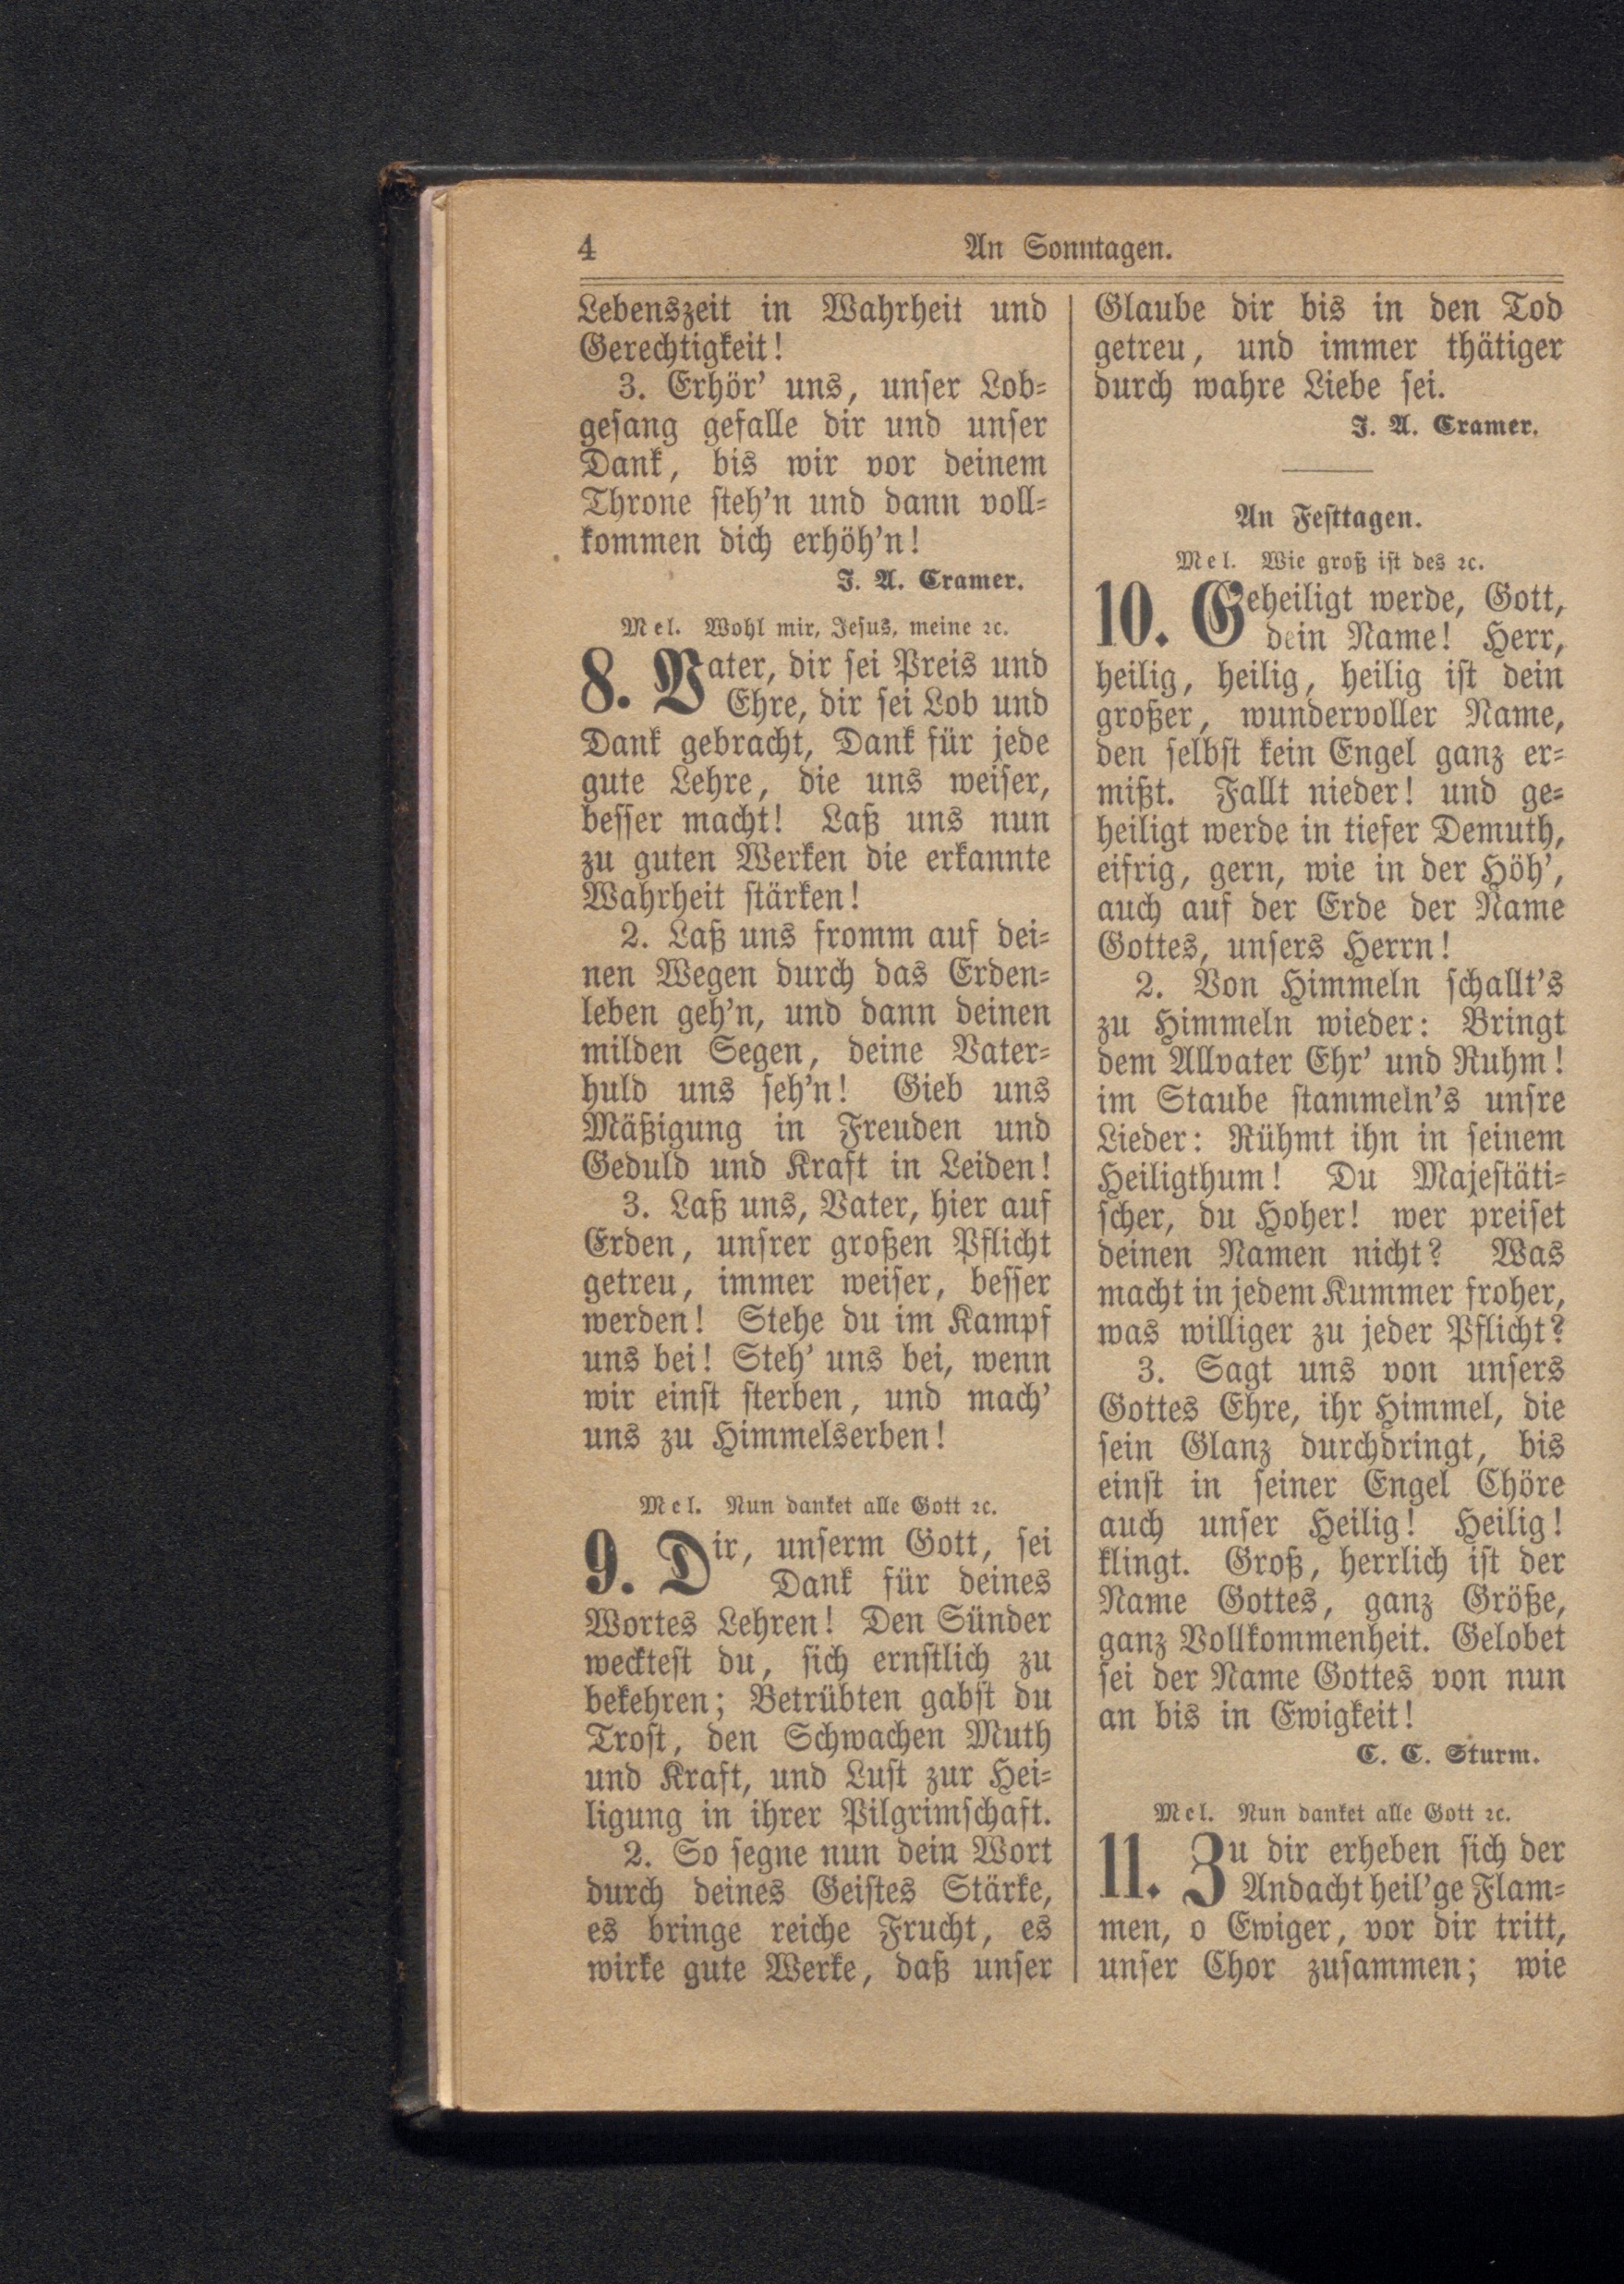 4
An Sonntagen.
Lebenszeit in Wahrheit und
Gerechtigkeit!
3. Erhör' uns, unser Lob-
gesang gefalle dir und unser
Dank, bis wir vor deinem
Throne steh'n und dann voll-
kommen dich erhöh'n!
J. A. Cramer.
Mel. Wohl mir, Jesus, meine ꝛc.
8. Vater, dir sei Preis und
Ehre, dir sei Lob und
Dank gebracht, Dank für jede
gute Lehre, die uns weiser,
besser macht! Laß uns nun
zu guten Werken die erkannte
Wahrheit stärken!
2. Laß uns fromm auf dei-
nen Wegen durch das Erden-
leben geh'n, und dann deinen
milden Segen, deine Vater-
huld uns seh'n! Gieb uns
Mäßigung in Freuden und
Geduld und Kraft in Leiden!
3. Laß uns, Vater, hier auf
Erden, unsrer großen Pflicht
getreu, immer weiser, besser
werden! Stehe du im Kampf
uns bei! Steh' uns bei, wenn
wir einst sterben, und mach'
uns zu Himmelserben!
Mel. Nun danket alle Gott ꝛc.
9. Dir, unserm Gott, sei
Dank für deines
Wortes Lehren! Den Sünder
wecktest du, sich ernstlich zu
bekehren; Betrübten gabst du
Trost, den Schwachen Muth
und Kraft, und Lust zur Hei-
ligung in ihrer Pilgrimschaft.
2. So segne nun dein Wort
durch deines Geistes Stärke,
es bringe reiche Frucht, es
wirke gute Werke, daß unser
Glaube dir bis in den Tod
getreu, und immer thätiger
durch wahre Liebe sei.
J. A. Cramer.
An Festtagen.
Mel. Wie groß ist des ꝛc.
10. Geheiligt werde, Gott,
dein Name! Herr,
heilig, heilig, heilig ist dein
großer, wundervoller Name,
den selbst kein Engel ganz er-
mißt. Fallt nieder! und ge-
heiligt werde in tiefer Demuth,
eifrig, gern, wie in der Höh',
auch auf der Erde der Name
Gottes, unsers Herrn!
2. Von Himmeln schallt's
zu Himmeln wieder: Bringt
dem Allvater Ehr' und Ruhm!
im Staube stammeln's unsre
Lieder: Rühmt ihn in seinem
Heiligthum! Du Majestäti-
scher, du Hoher! wer preiset
deinen Namen nicht? Was
macht in jedem Kummer froher,
was williger zu jeder Pflicht?
3. Sagt uns von unsers
Gottes Ehre, ihr Himmel, die
sein Glanz durchdringt, bis
einst in seiner Engel Chöre
auch unser Heilig! Heilig!
klingt. Groß, herrlich ist der
Name Gottes, ganz Größe,
ganz Vollkommenheit. Gelobet
sei der Name Gottes von nun
an bis in Ewigkeit!
C. C. Sturm.
Mel. Nun danket alle Gott ꝛc.
11. Zu dir erheben sich der
Andacht heil'ge Flam-
men, o Ewiger, vor dir tritt,
unser Chor zusammen; wie